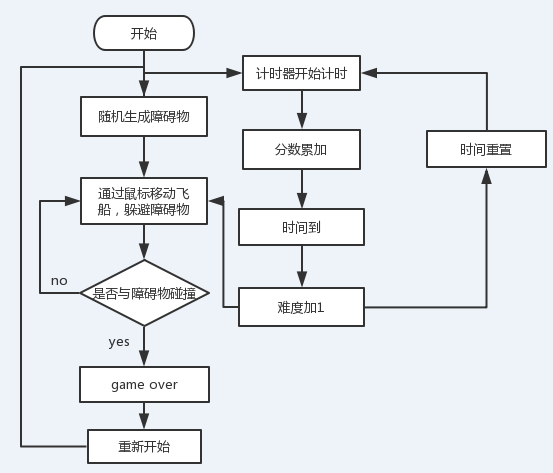 开始
计时器开始计时
随机生成障碍物
分数累加
时间重置
通过鼠标移动飞
船，躲避障碍物
时间到
no
是否与障碍物碰撞
难度加1
yes
game over
重新开始